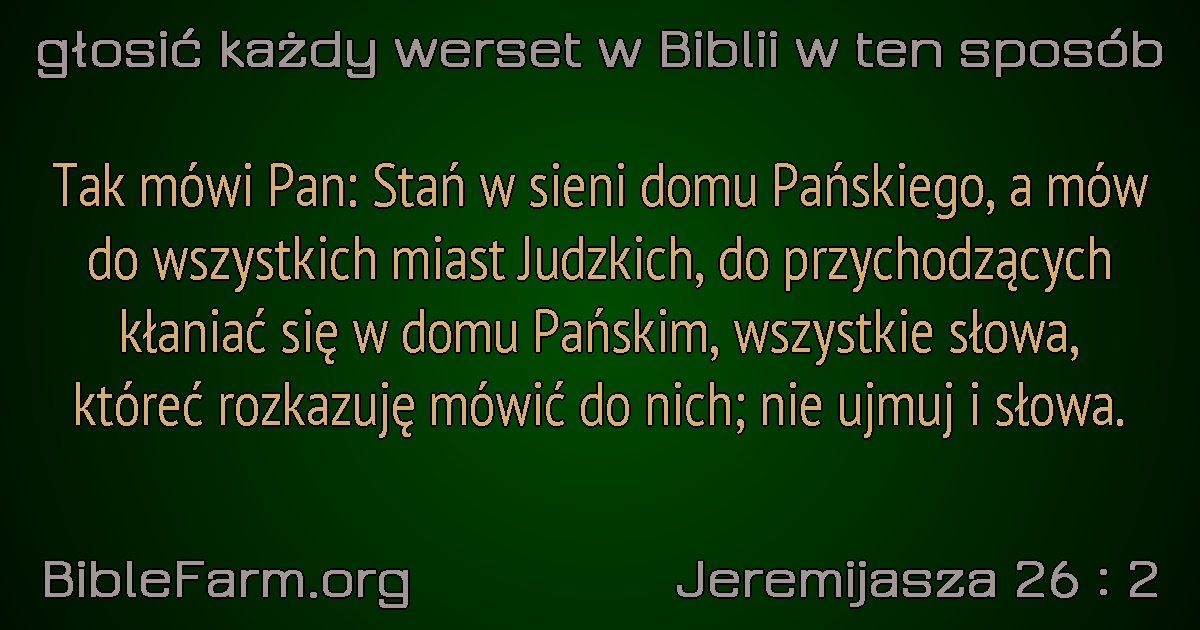 głosić każdy werset w Biblii w ten sposób
Tak mówi Pan: Stań w sieni domu Pańskiego, a mów
do wszystkich miast Judzkich, do przychodzących
kłaniać się w domu Pańskim, wszystkie słowa,
któreć rozkazuję mówić do nich; nie ujmuj i słowa.
BibleFarm.org
Jeremijasza 26 : 2